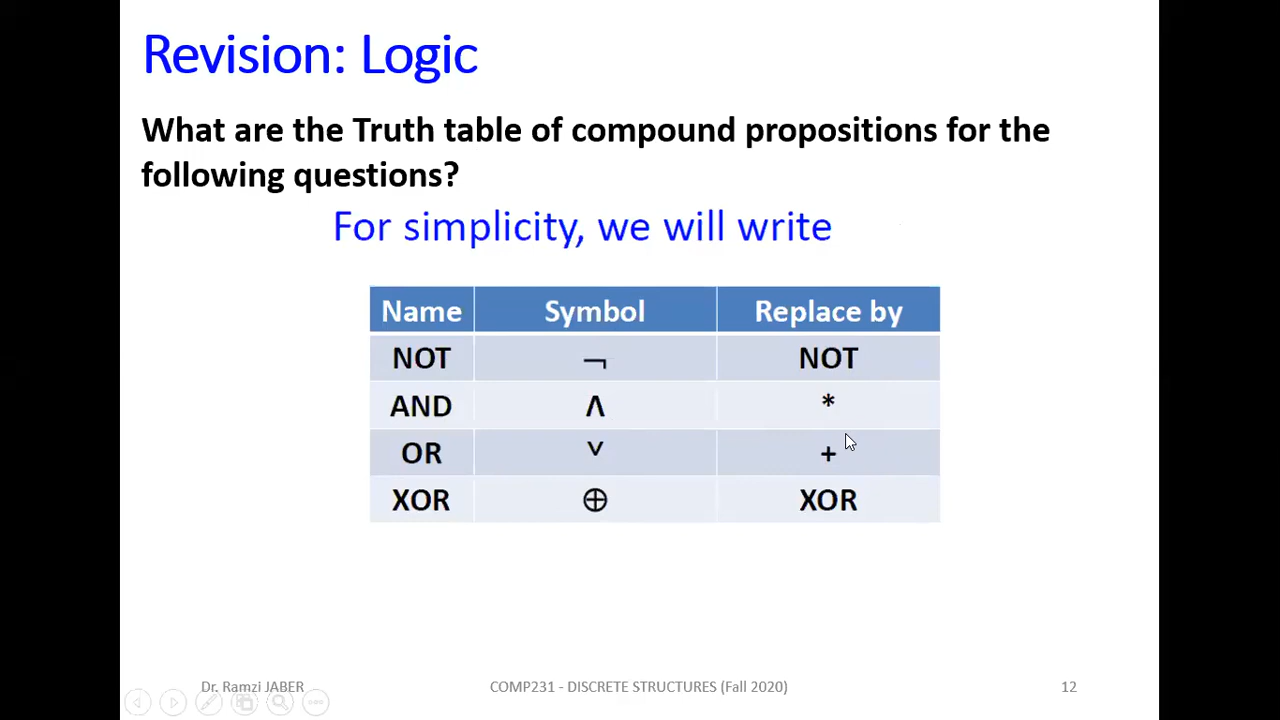 Revision: Logic
What are the Truth table of compound propositions for the
following questions?
For simplicity, we will write
Name Symbol Replace by
NOT ¬ NOT
AND ∧ *
OR ˅ +
XOR ⊕ XOR
Dr. Ramzi JABER COMP231 - DISCRETE STRUCTURES (Fall 2020) 12